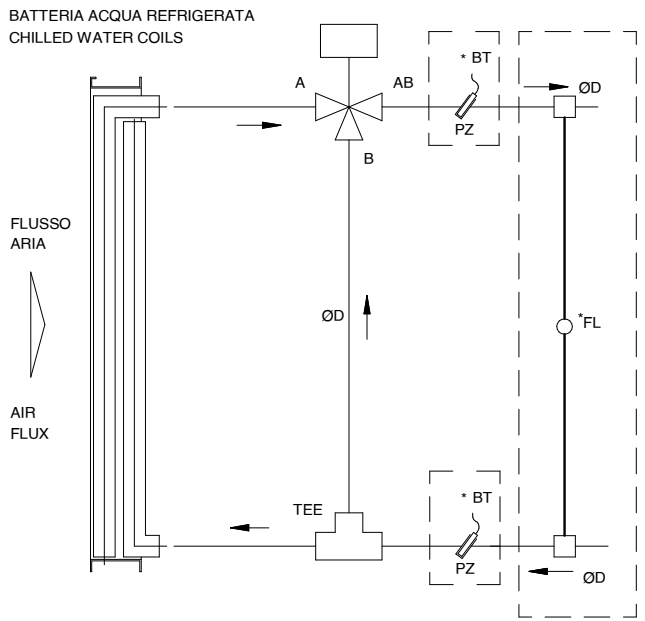 BATTERIA ACQUA REFRIGERATA
CHILLED WATER COILS
* BT
A
AB
ØD
PZ
B
FLUSSO
ARIA
ØD
*FL
AIR
FLUX
* BT
TEE
PZ
ØD